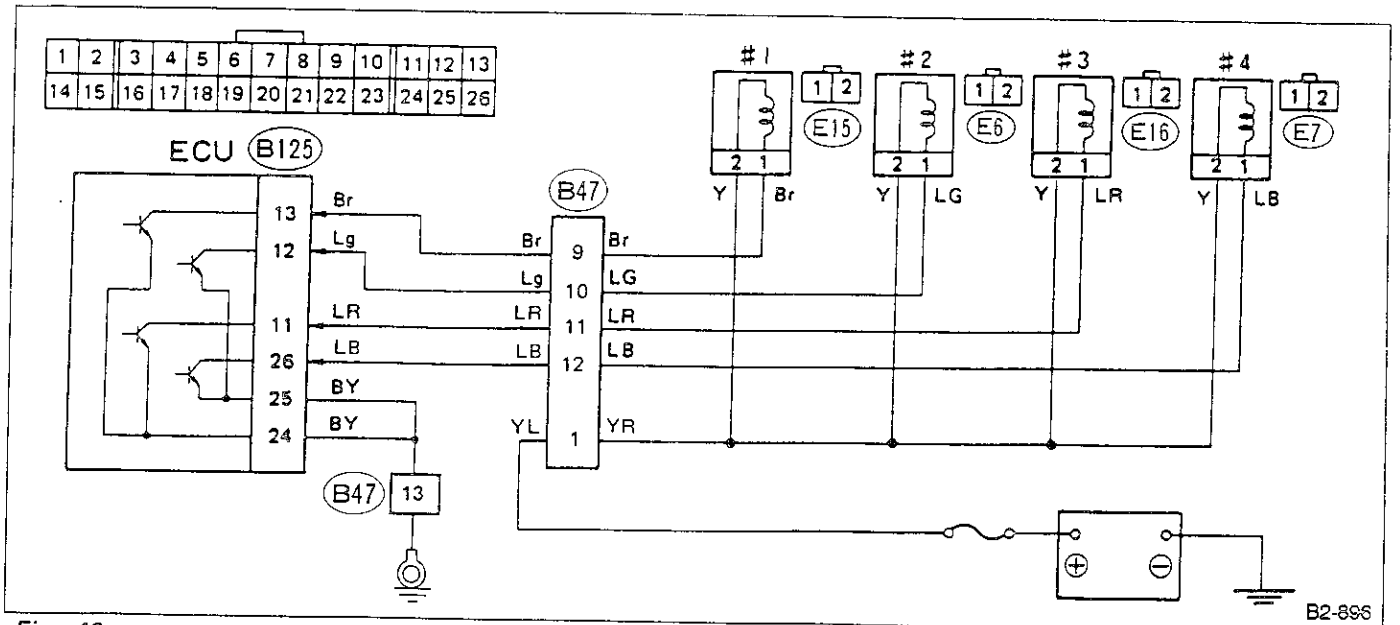 1 2 3 4 5 6 7 8 9 10 11 12 13
14 15 16 17 18 19 20 21 22 23 24 25 26
#1 #2 #3 #4
1 2 1 2 1 2 1 2
E15 E6 E16 E7
2 1 2 1 2 1 2 1
Y Br Y LG Y LR Y LB
ECU B125
B47
13 Br Br 9 Br
12 Lg Lg 10 LG
11 LR LR 11 LR
26 LB LB 12 LB
25 BY
24 BY
YL 1 YR
B47 13
+ -
B2-896